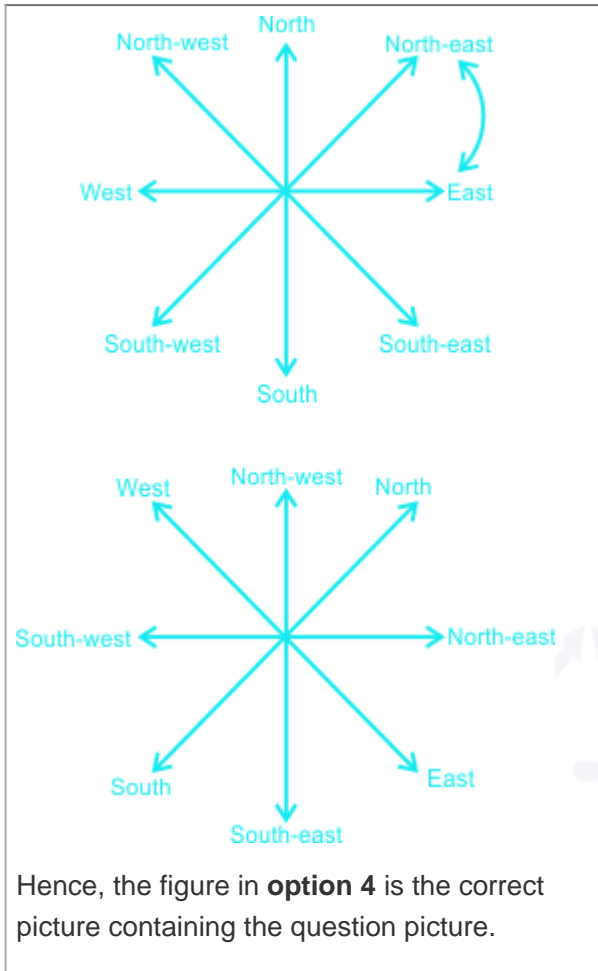 North
North-west North-east
West East
South-west South-east
South
North-west
West North
South-west North-east
South East
South-east
Hence, the figure in option 4 is the correct
picture containing the question picture.